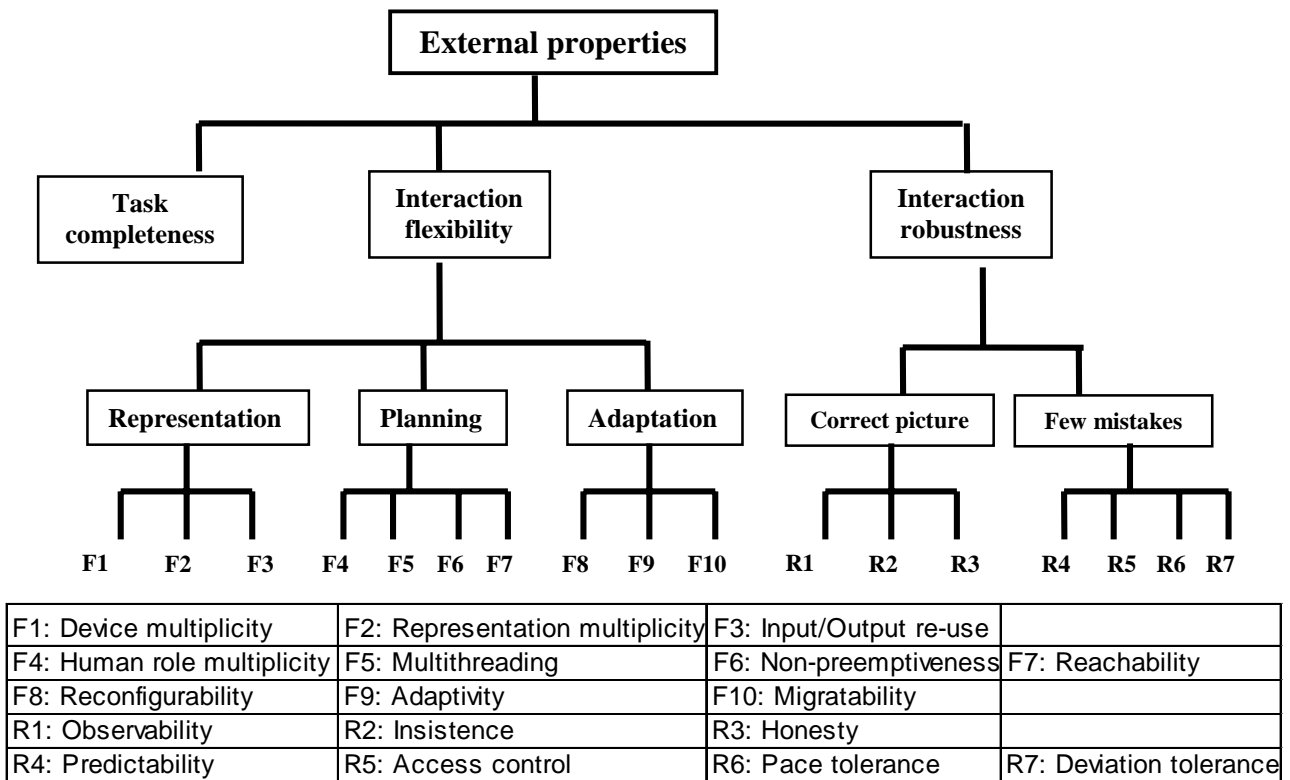 External properties
Task
completeness
Interaction
flexibility
Interaction
robustness
Representation
Planning
Adaptation
Correct picture
Few mistakes
F1 F2 F3 F4 F5 F6 F7 F8 F9 F10 R1 R2 R3 R4 R5 R6 R7
F1: Device multiplicity F2: Representation multiplicity F3: Input/Output re-use
F4: Human role multiplicity F5: Multithreading F6: Non-preemptiveness F7: Reachability
F8: Reconfigurability F9: Adaptivity F10: Migratability
R1: Observability R2: Insistence R3: Honesty
R4: Predictability R5: Access control R6: Pace tolerance R7: Deviation tolerance